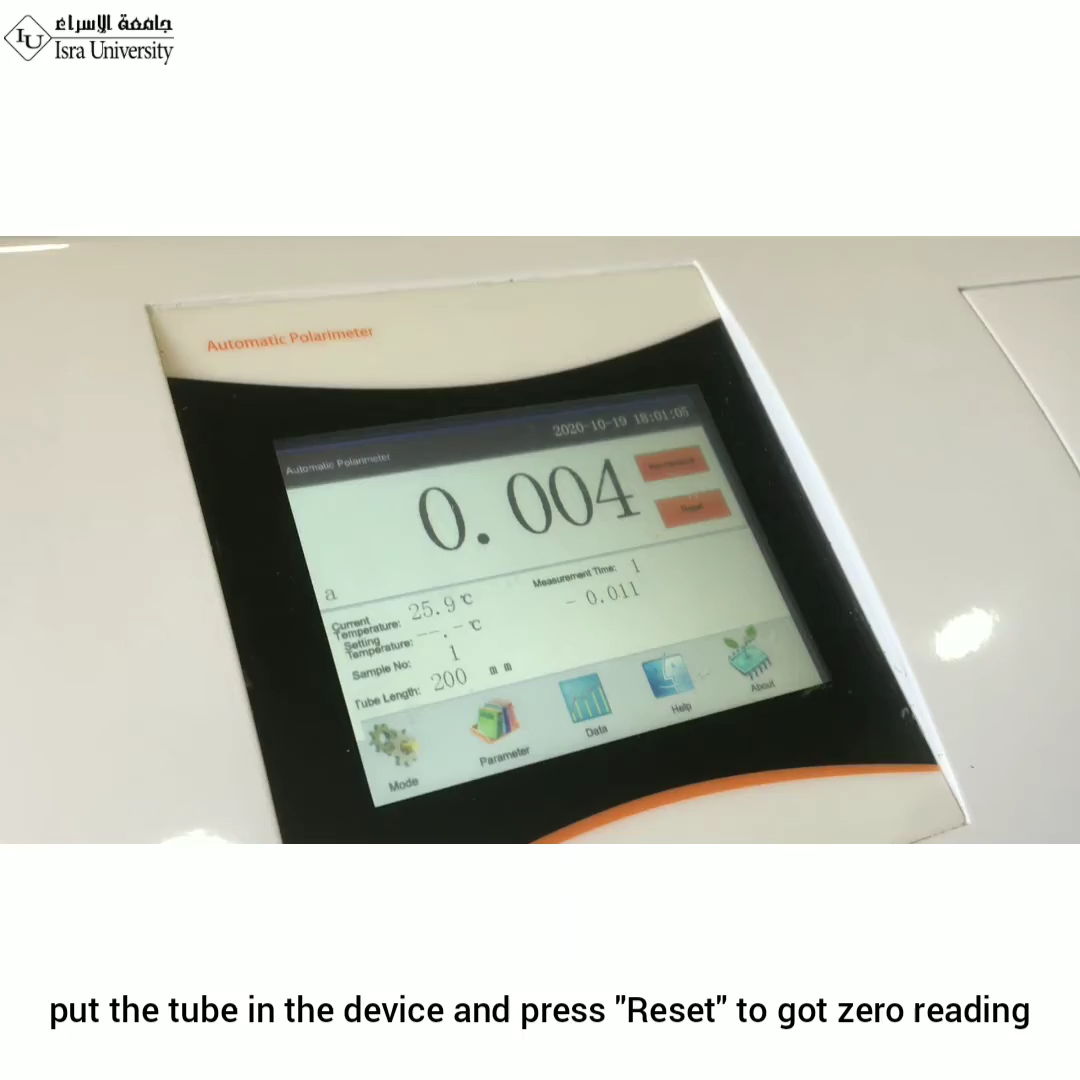 جامعة الإسراء
IU
Isra University
Automatic Polarimeter
2020-10-19 18:01:05
Automatic Polarimeter
0.004
Reset
a
Measurement Time: 1
Current Temperature: 25.9 ℃
- 0.011
Setting Temperature: --.- ℃
Sample No: 1
Tube Length: 200 mm
Mode
Parameter
Data
Help
About
put the tube in the device and press "Reset" to got zero reading